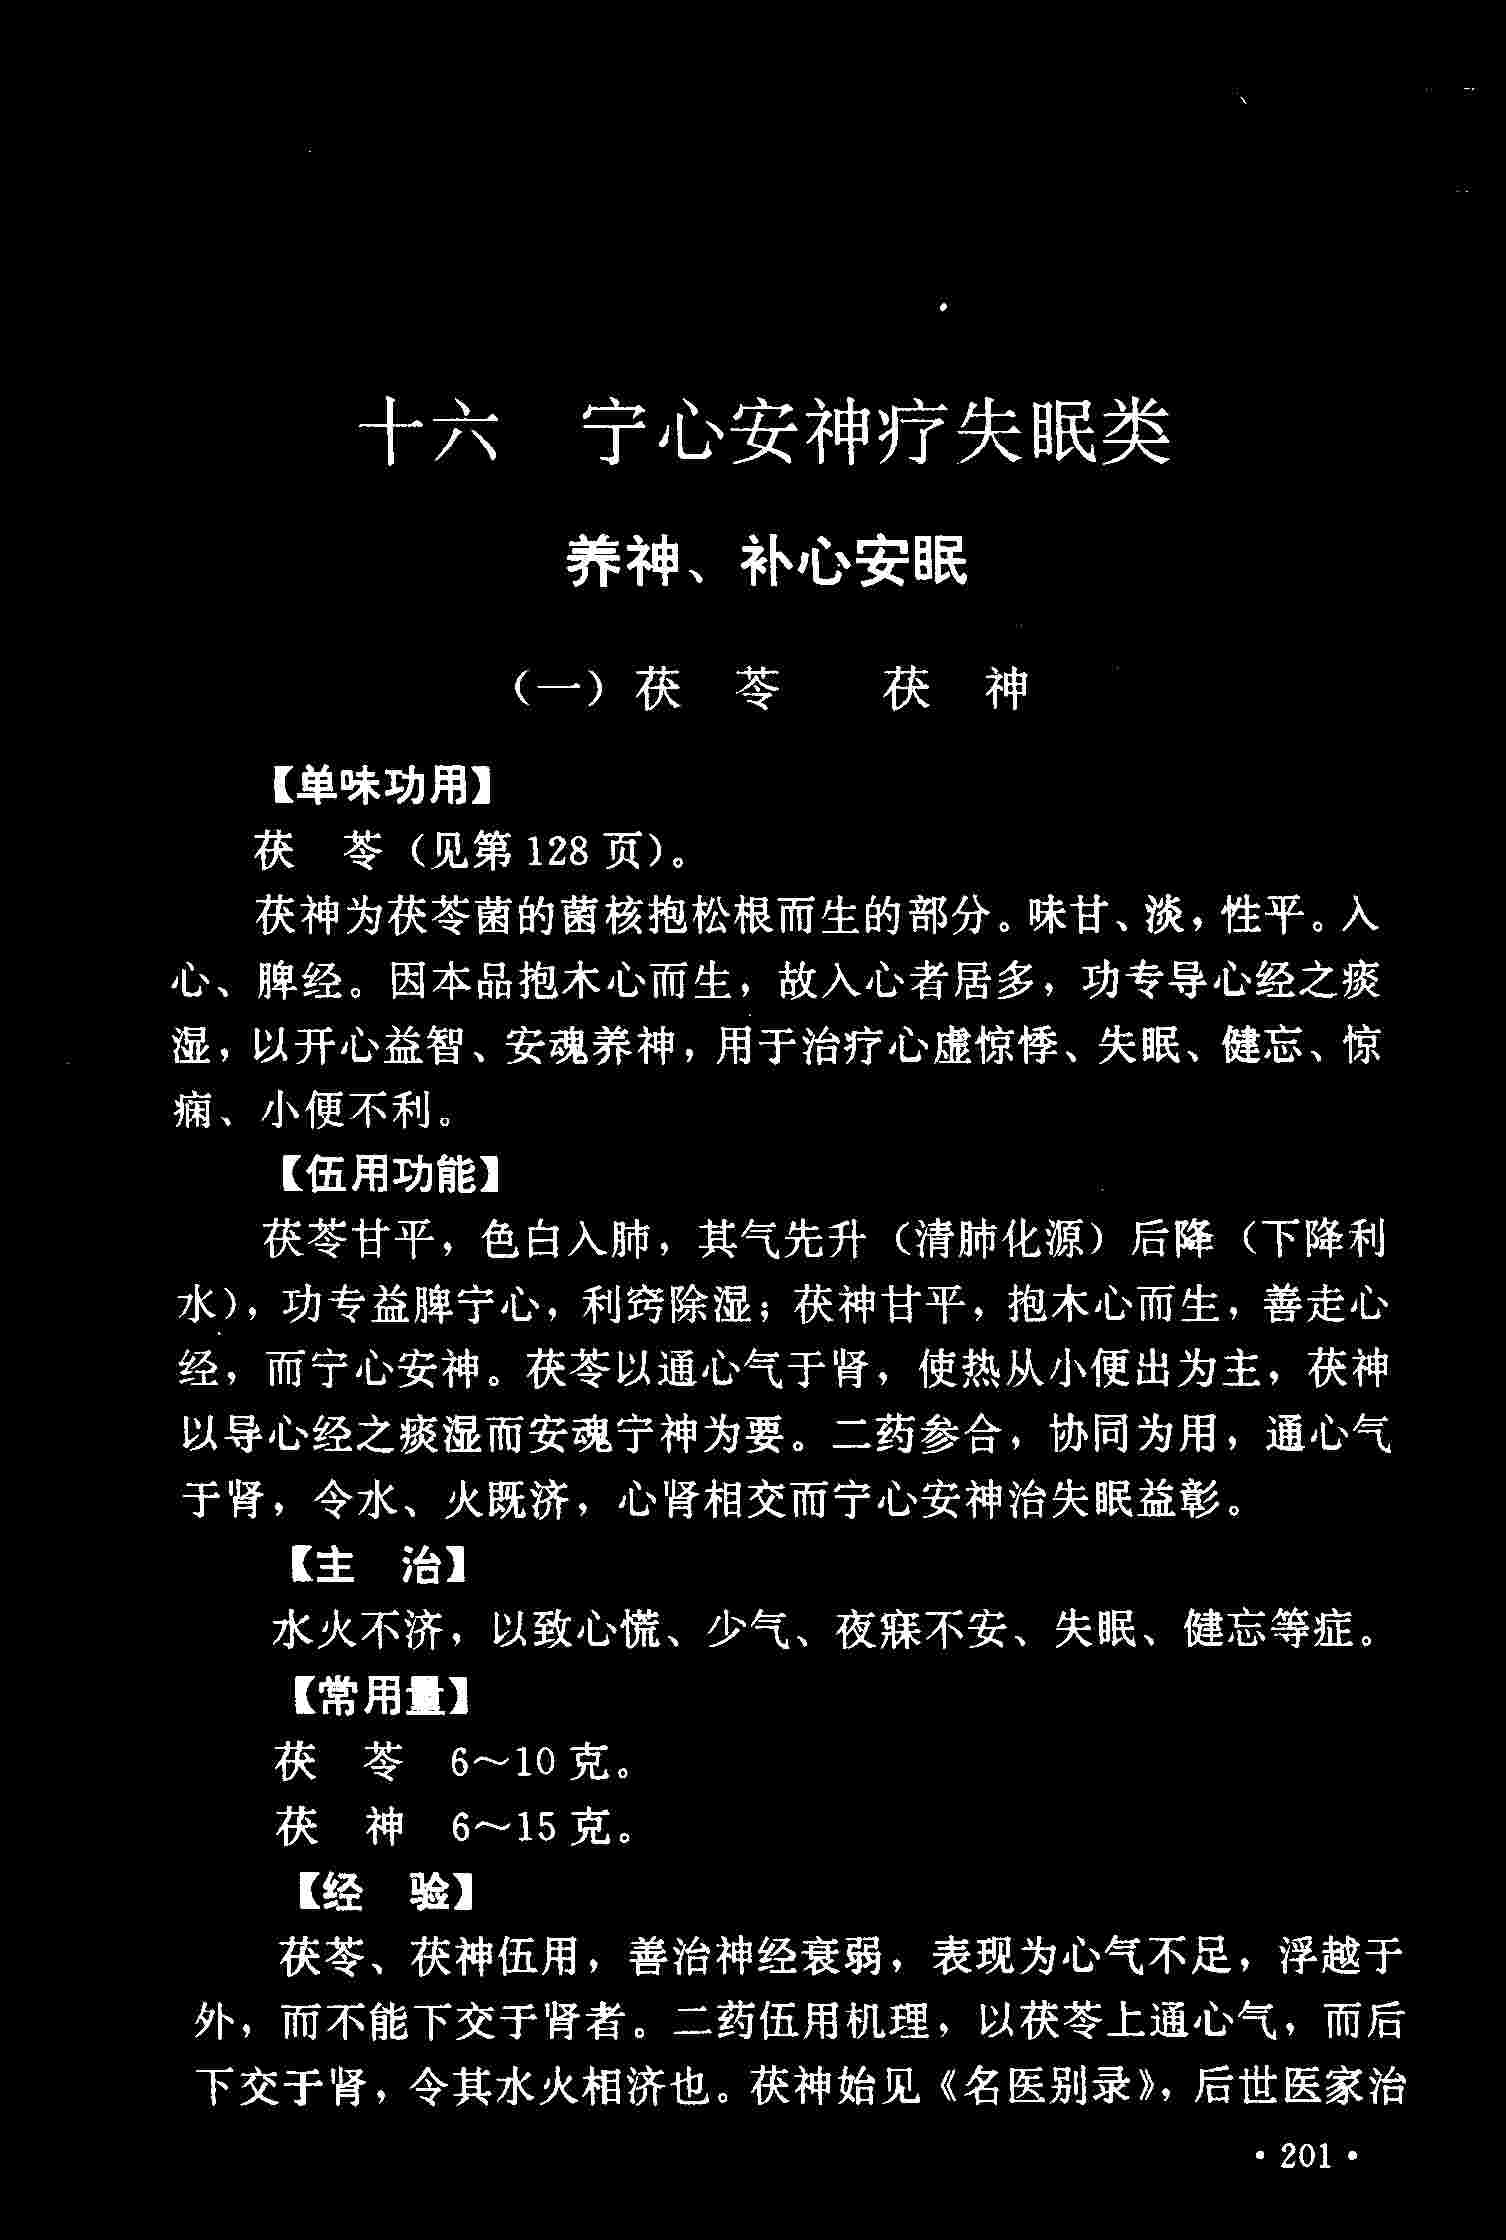 十六　宁心安神疗失眠类
养神、补心安眠
（一）茯　苓　　茯　神
【单味功用】
茯　苓（见第 128 页）。
茯神为茯苓菌的菌核抱松根而生的部分。味甘、淡，性平。入
心、脾经。因本品抱木心而生，故入心者居多，功专导心经之痰
湿，以开心益智、安魂养神，用于治疗心虚惊悸、失眠、健忘、惊
痫、小便不利。
【伍用功能】
茯苓甘平，色白入肺，其气先升（清肺化源）后降（下降利
水），功专益脾宁心，利窍除湿；茯神甘平，抱木心而生，善走心
经，而宁心安神。茯苓以通心气于肾，使热从小便出为主，茯神
以导心经之痰湿而安魂宁神为要。二药参合，协同为用，通心气
于肾，令水、火既济，心肾相交而宁心安神治失眠益彰。
【主　治】
水火不济，以致心慌、少气、夜寐不安、失眠、健忘等症。
【常用量】
茯　苓　6～10 克。
茯　神　6～15 克。
【经　验】
茯苓、茯神伍用，善治神经衰弱，表现为心气不足，浮越于
外，而不能下交于肾者。二药伍用机理，以茯苓上通心气，而后
下交于肾，令其水火相济也。茯神始见《名医别录》，后世医家治
· 201 ·